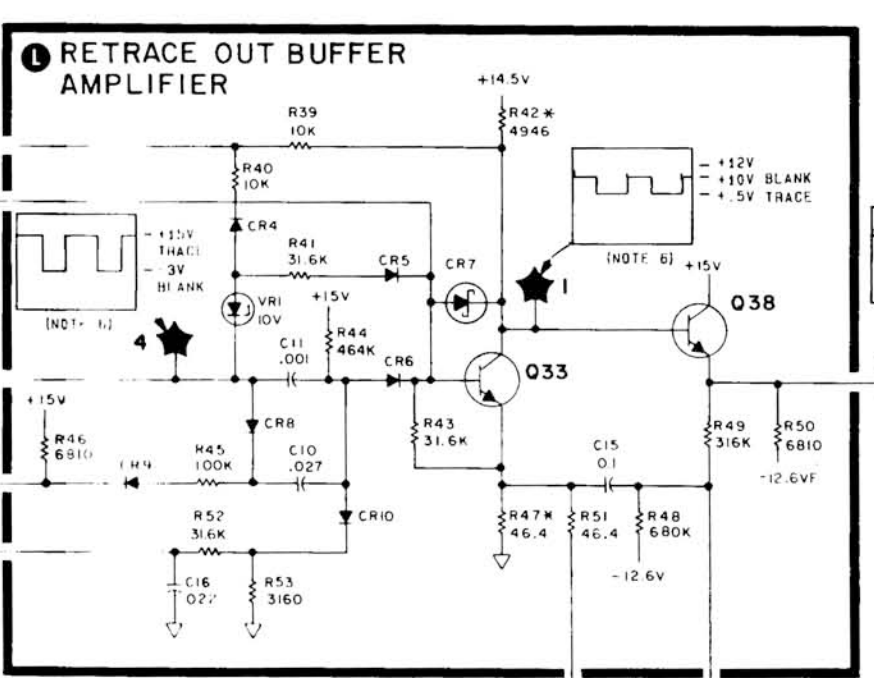 L RETRACE OUT BUFFER
AMPLIFIER
+14.5V
R42*
4946
R39
10K
R40
10K
+12V
+10V BLANK
+.5V TRACE
(NOTE 6)
1
CR4
+15V
TRACE
-3V
BLANK
(NOTE 6)
4
R41
31.6K
CR5
CR7
+15V
Q38
VR1
10V
+15V
R44
464K
C11
.001
CR6
Q33
+15V
R46
6810
CR8
R43
31.6K
R49
316K
R50
6810
-12.6VF
CR9
R45
100K
C10
.027
C15
0.1
R52
31.6K
CR10
R47*
46.4
R51
46.4
R48
680K
-12.6V
C16
.022
R53
3160